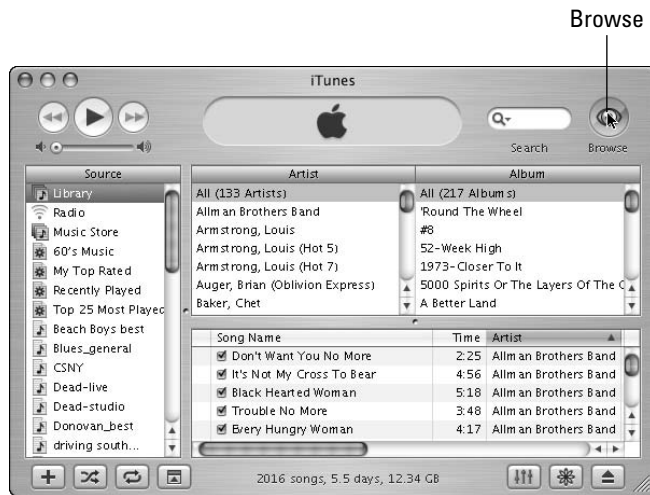 Browse
iTunes
Search
Browse
Source
Library
Radio
Music Store
60's Music
My Top Rated
Recently Played
Top 25 Most Played
Beach Boys best
Blues_general
CSNY
Dead-live
Dead-studio
Donovan_best
driving south...
Artist
All (133 Artists)
Allman Brothers Band
Armstrong, Louis
Armstrong, Louis (Hot 5)
Armstrong, Louis (Hot 7)
Auger, Brian (Oblivion Express)
Baker, Chet
Album
All (217 Albums)
'Round The Wheel
#8
52-Week High
1973-Closer To It
5000 Spirits Or The Layers Of The
A Better Land
Song Name Time Artist
Don't Want You No More 2:25 Allman Brothers Band
It's Not My Cross To Bear 4:56 Allman Brothers Band
Black Hearted Woman 5:18 Allman Brothers Band
Trouble No More 3:48 Allman Brothers Band
Every Hungry Woman 4:17 Allman Brothers Band
2016 songs, 5.5 days, 12.34 GB